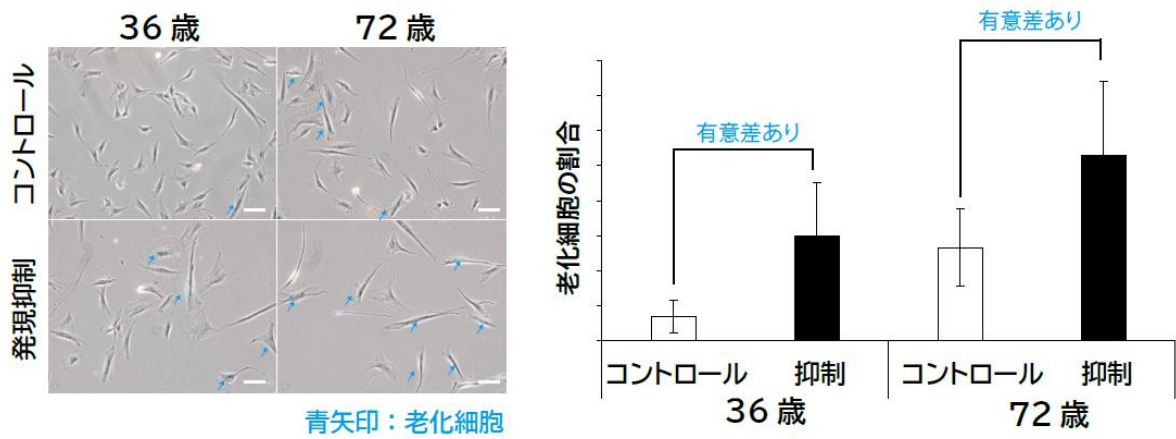 36歳 72歳
コントロール
発現抑制
青矢印：老化細胞
有意差あり
有意差あり
老化細胞の割合
コントロール 抑制 コントロール 抑制
36歳 72歳